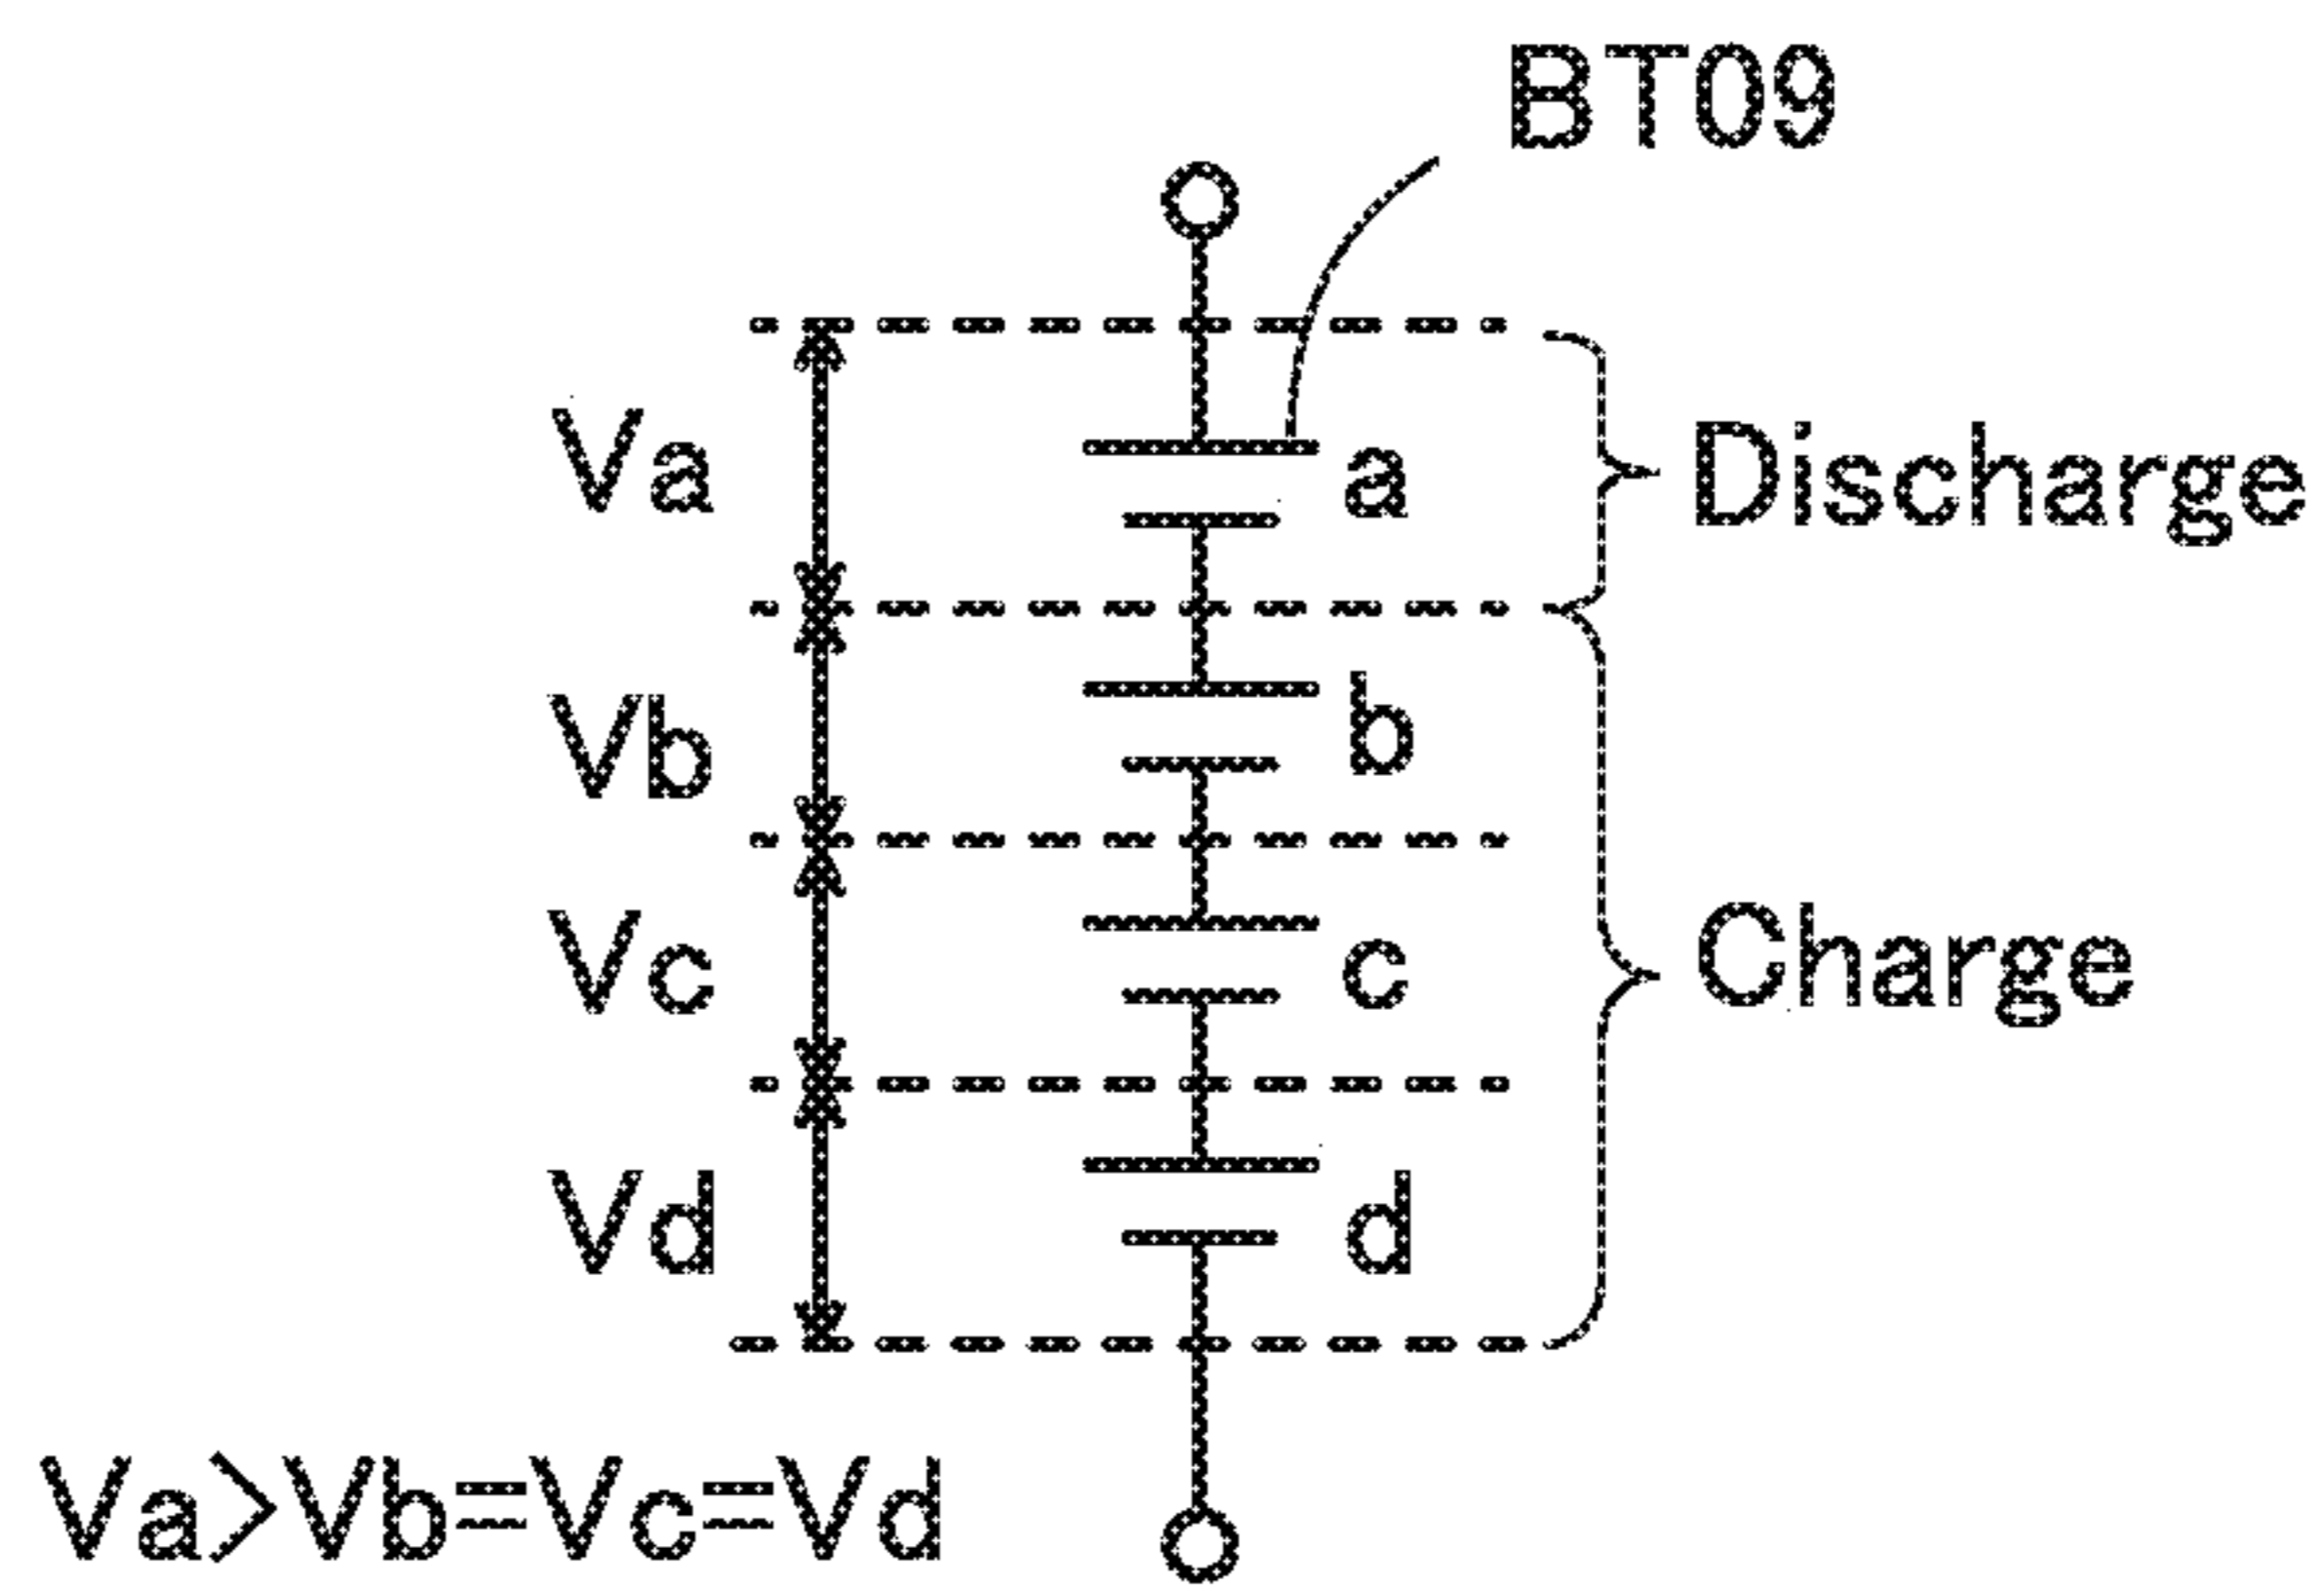 BT09
Va
a
Discharge
Vb
b
Vc
c
Charge
Vd
d
Va>Vb=Vc=Vd